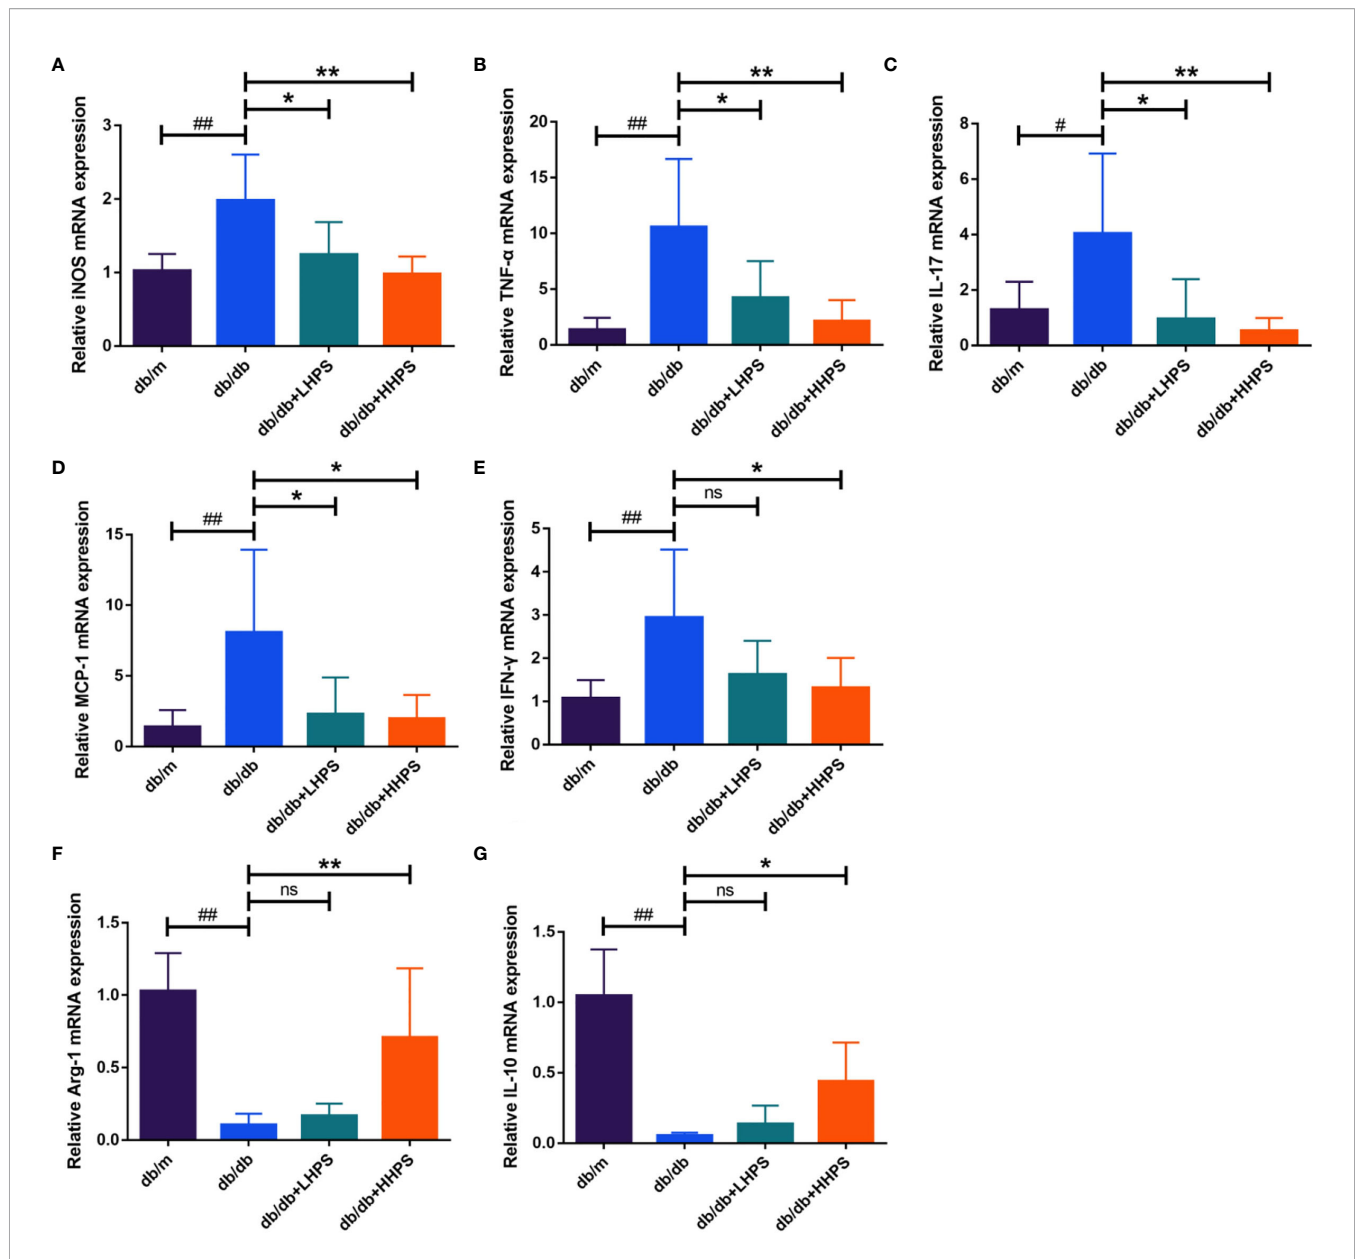 A
**
*
##
Relative iNOS mRNA expression
3
2
1
0
db/m
db/db
db/db+LHPS
db/db+HHPS
B
**
*
##
Relative TNF-α mRNA expression
20
15
10
5
0
db/m
db/db
db/db+LHPS
db/db+HHPS
C
**
*
#
Relative IL-17 mRNA expression
8
6
4
2
0
db/m
db/db
db/db+LHPS
db/db+HHPS
D
*
*
##
Relative MCP-1 mRNA expression
15
10
5
0
db/m
db/db
db/db+LHPS
db/db+HHPS
E
*
ns
##
Relative IFN-γ mRNA expression
5
4
3
2
1
0
db/m
db/db
db/db+LHPS
db/db+HHPS
F
**
ns
##
Relative Arg-1 mRNA expression
1.5
1.0
0.5
0.0
db/m
db/db
db/db+LHPS
db/db+HHPS
G
*
ns
##
Relative IL-10 mRNA expression
1.5
1.0
0.5
0.0
db/m
db/db
db/db+LHPS
db/db+HHPS